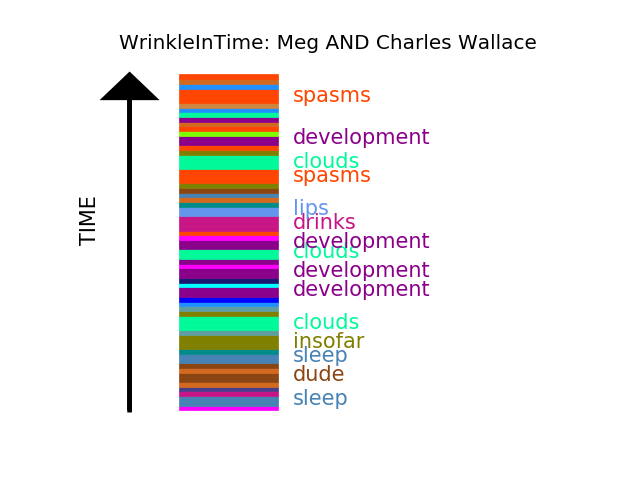 WrinkleInTime: Meg AND Charles Wallace
TIME
spasms
development
clouds
spasms
lips
drinks
development
clouds
development
development
clouds
insofar
sleep
dude
sleep